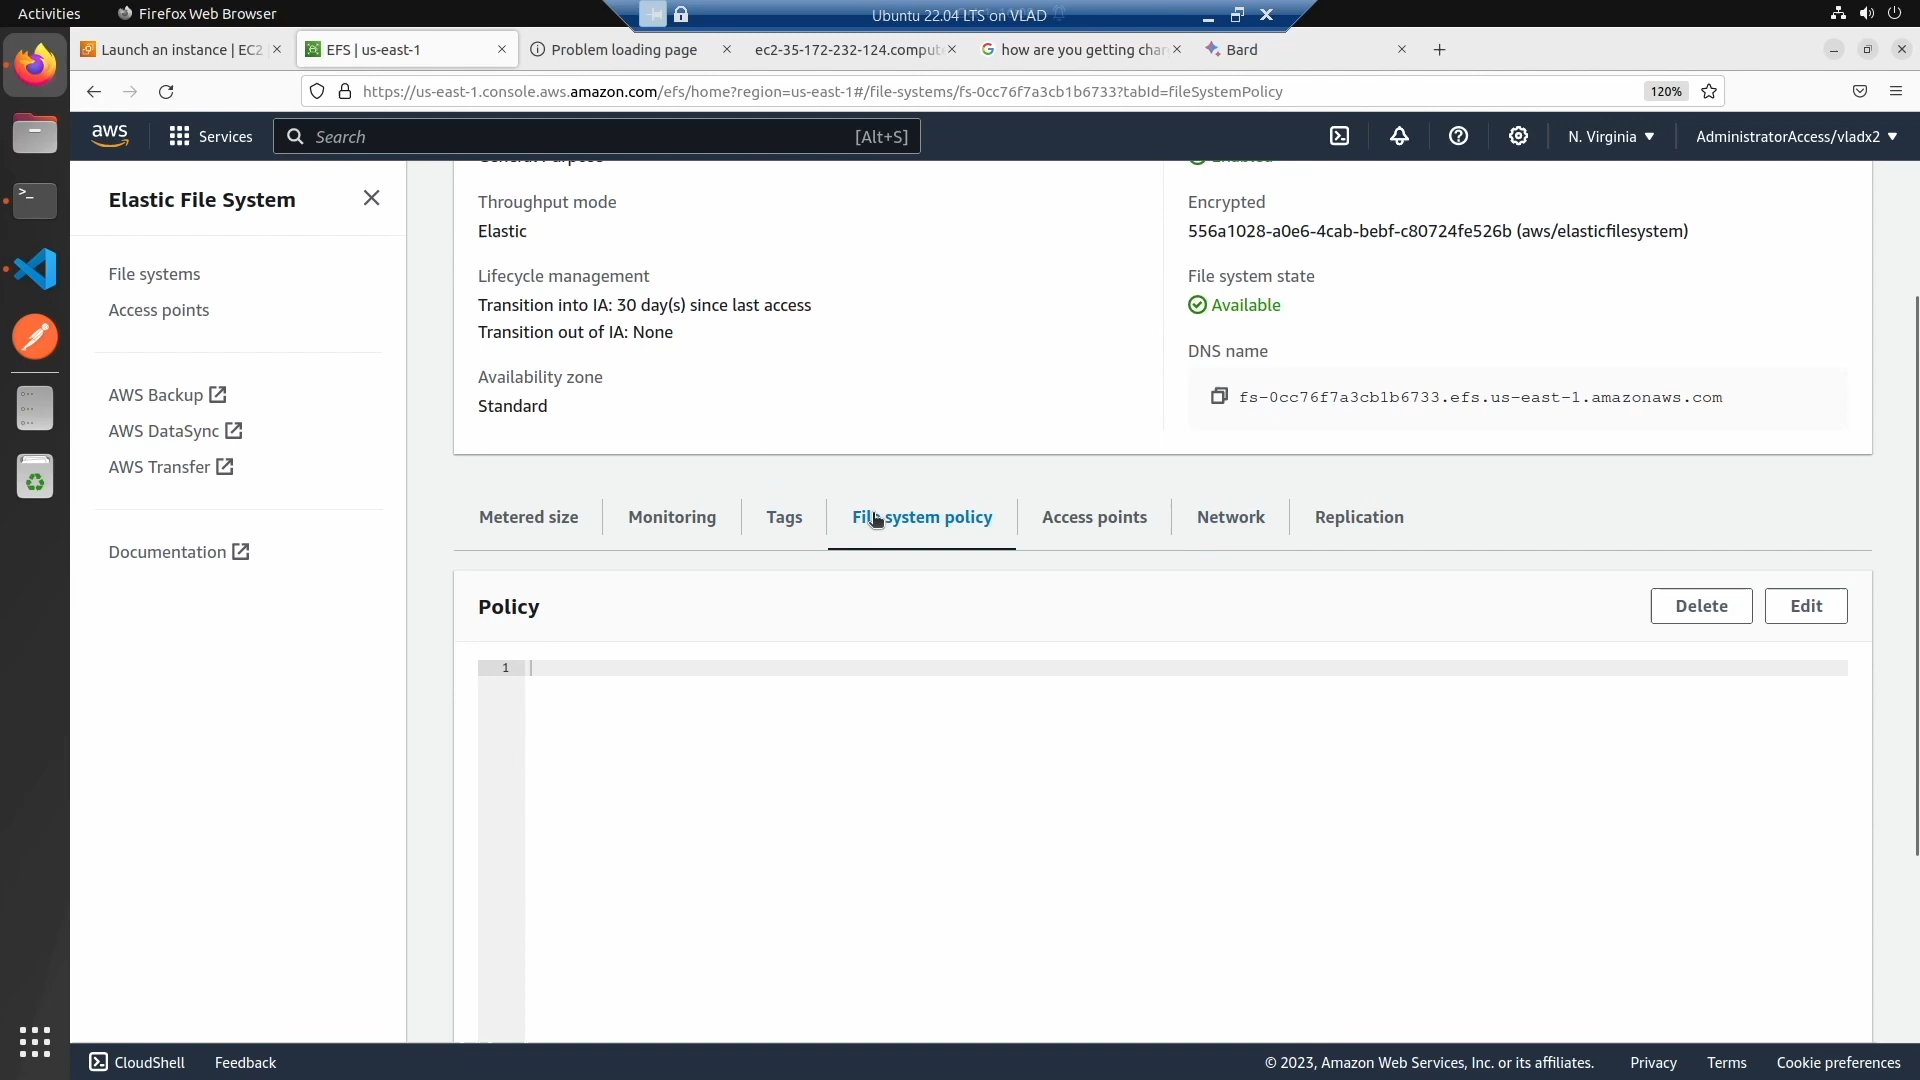 Activities
Firefox Web Browser
Ubuntu 22.04 LTS on VLAD
Launch an instance | EC2
EFS | us-east-1
Problem loading page
ec2-35-172-232-124.comput
how are you getting char
Bard
https://us-east-1.console.aws.amazon.com/efs/home?region=us-east-1#/file-systems/fs-0cc76f7a3cb1b6733?tabId=fileSystemPolicy
120%
aws
Services
Search
[Alt+S]
N. Virginia
AdministratorAccess/vladx2
Elastic File System
File systems
Access points
AWS Backup
AWS DataSync
AWS Transfer
Documentation
General Purpose
Throughput mode
Elastic
Lifecycle management
Transition into IA: 30 day(s) since last access
Transition out of IA: None
Availability zone
Standard
Enabled
Encrypted
556a1028-a0e6-4cab-bebf-c80724fe526b (aws/elasticfilesystem)
File system state
Available
DNS name
fs-0cc76f7a3cb1b6733.efs.us-east-1.amazonaws.com
Metered size
Monitoring
Tags
File system policy
Access points
Network
Replication
Policy
Delete
Edit
1
CloudShell
Feedback
© 2023, Amazon Web Services, Inc. or its affiliates.
Privacy
Terms
Cookie preferences